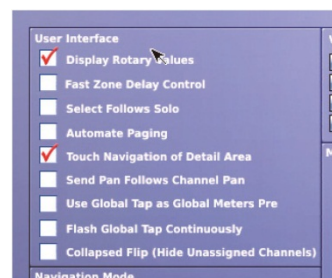 User Interface
Display Rotary Values
Fast Zone Delay Control
Select Follows Solo
Automate Paging
Touch Navigation of Detail Area
Send Pan Follows Channel Pan
Use Global Tap as Global Meters Pre
Flash Global Tap Continuously
Collapsed Flip (Hide Unassigned Channels)
Navigation Mode